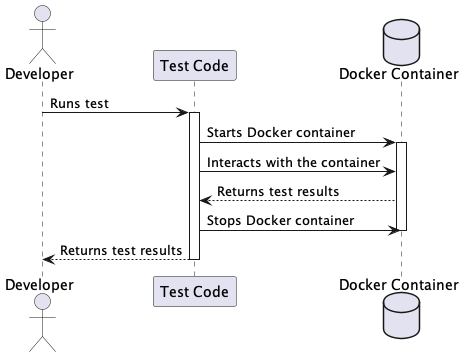 Developer
Test Code
Docker Container
Runs test
Starts Docker container
Interacts with the container
Returns test results
Stops Docker container
Returns test results
Developer
Test Code
Docker Container